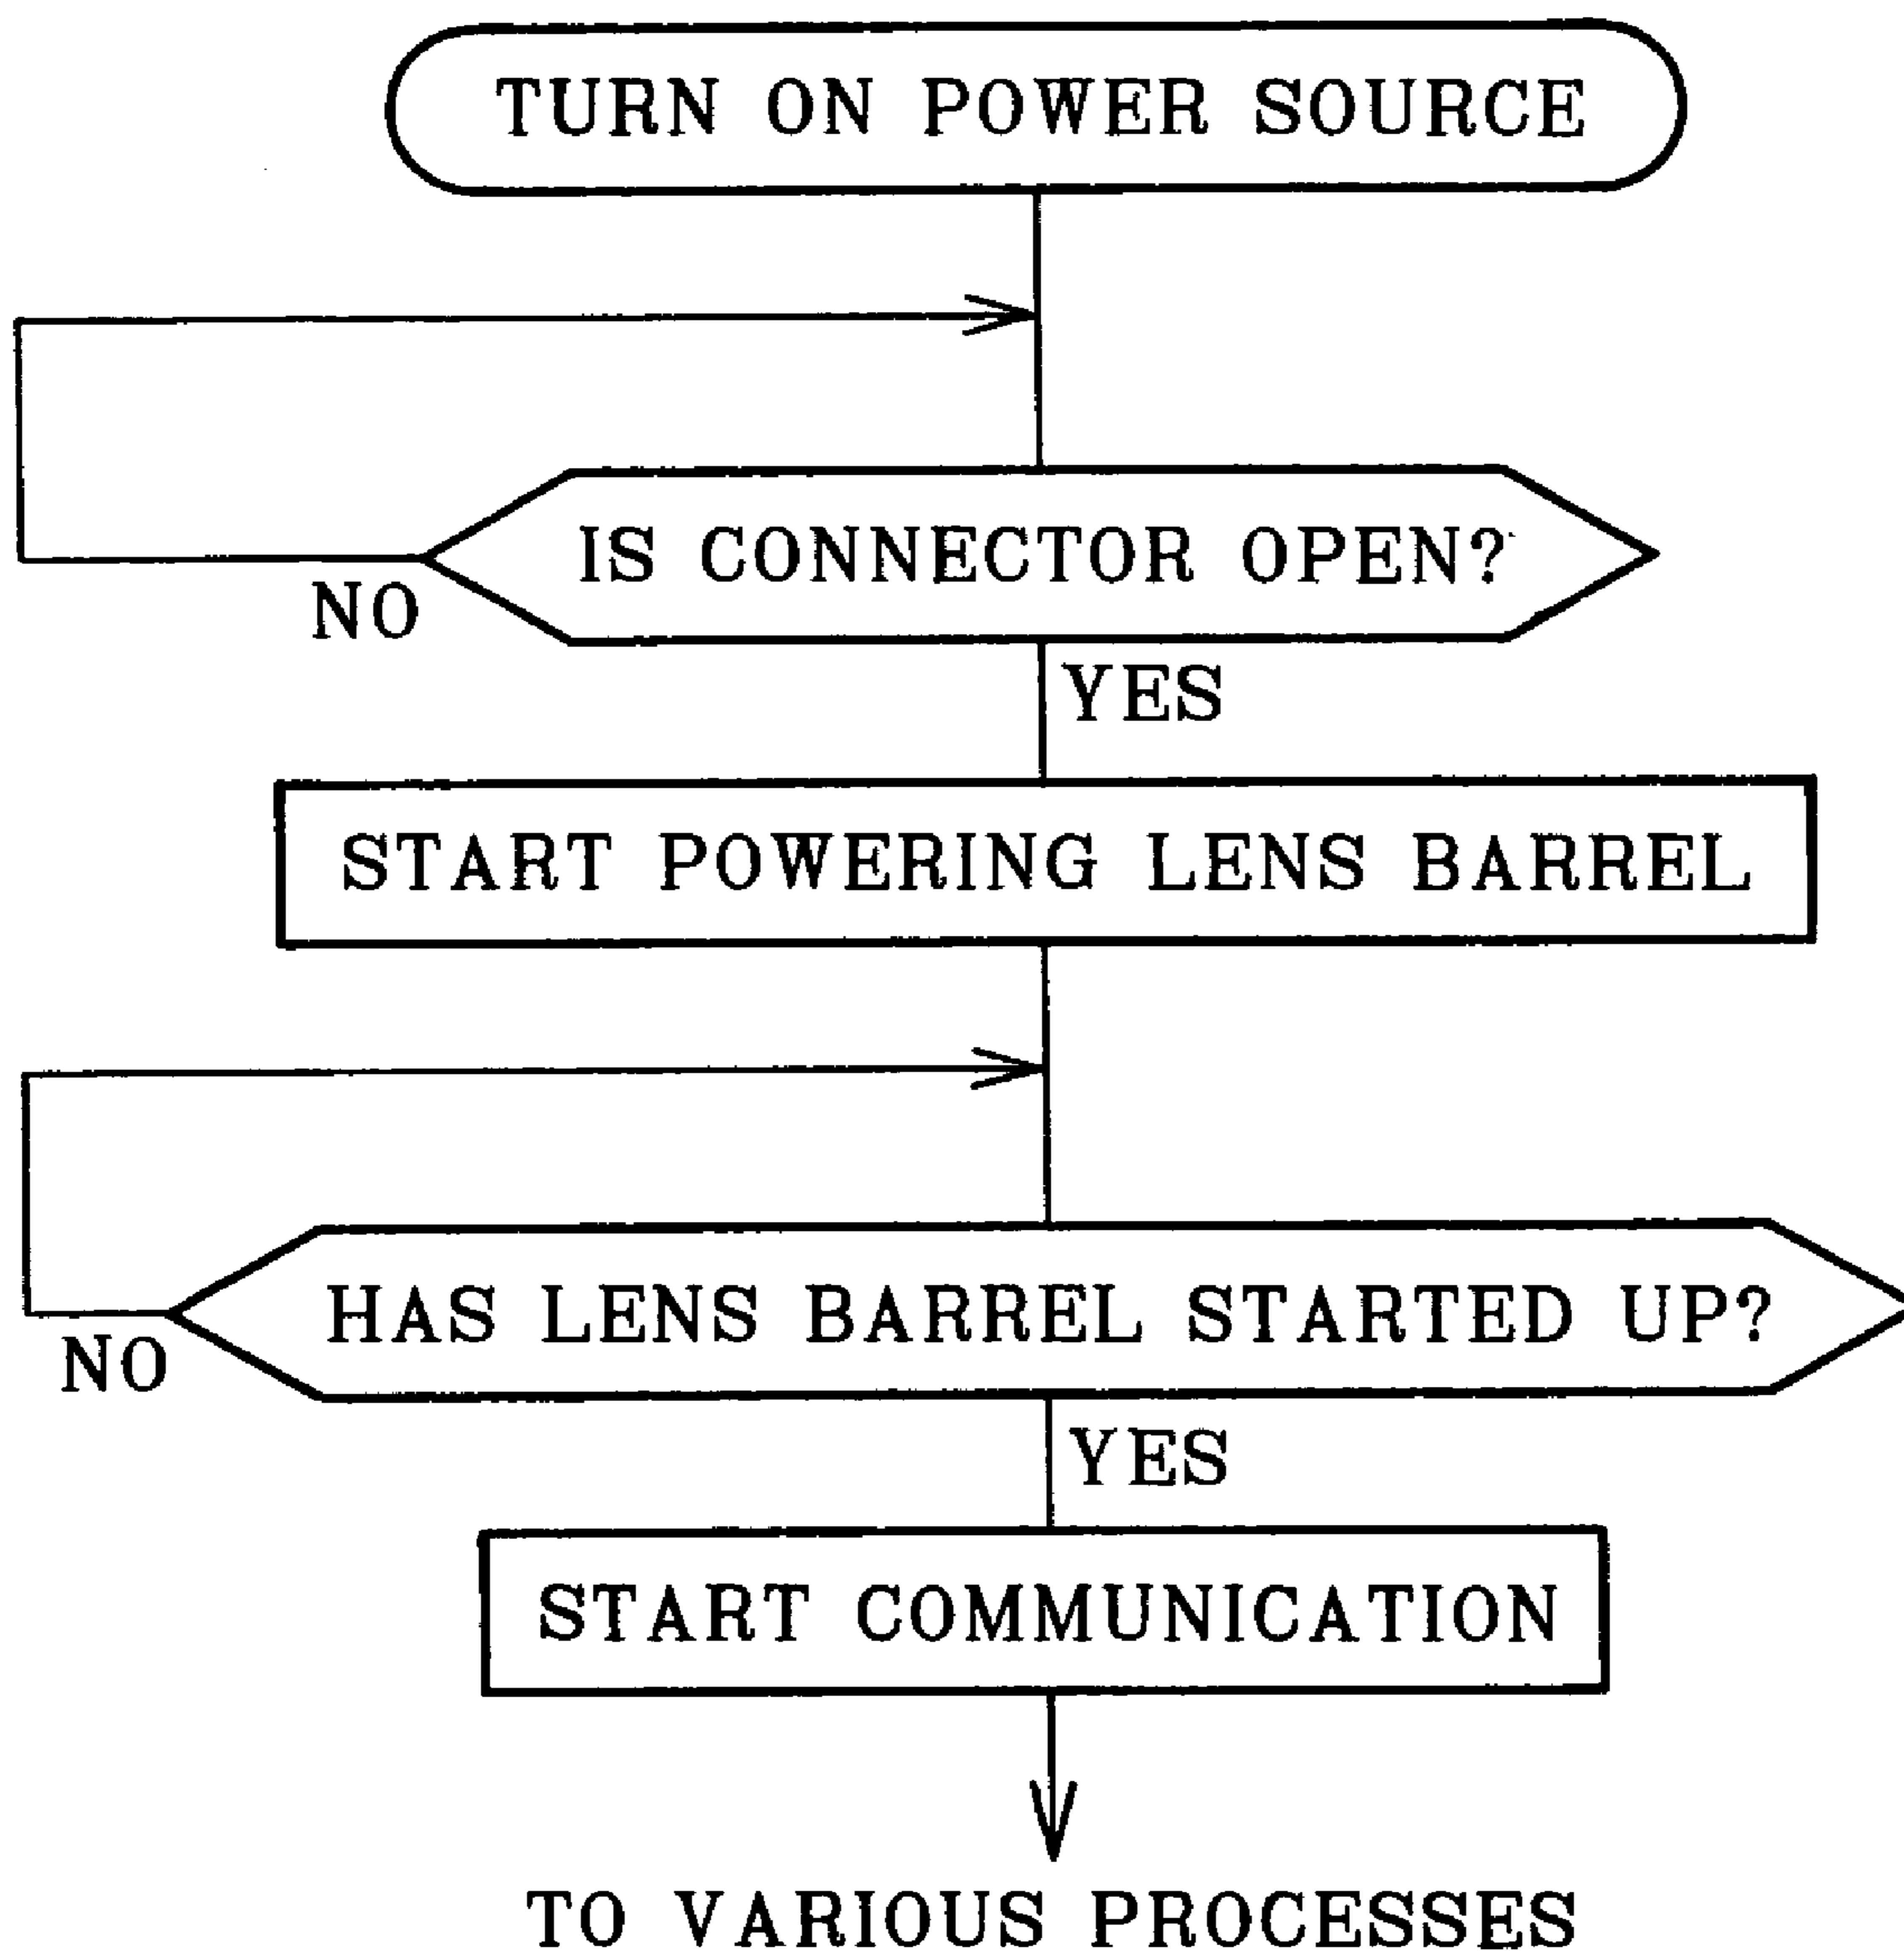 TURN ON POWER SOURCE
IS CONNECTOR OPEN?
NO
YES
START POWERING LENS BARREL
HAS LENS BARREL STARTED UP?
NO
YES
START COMMUNICATION
TO VARIOUS PROCESSES